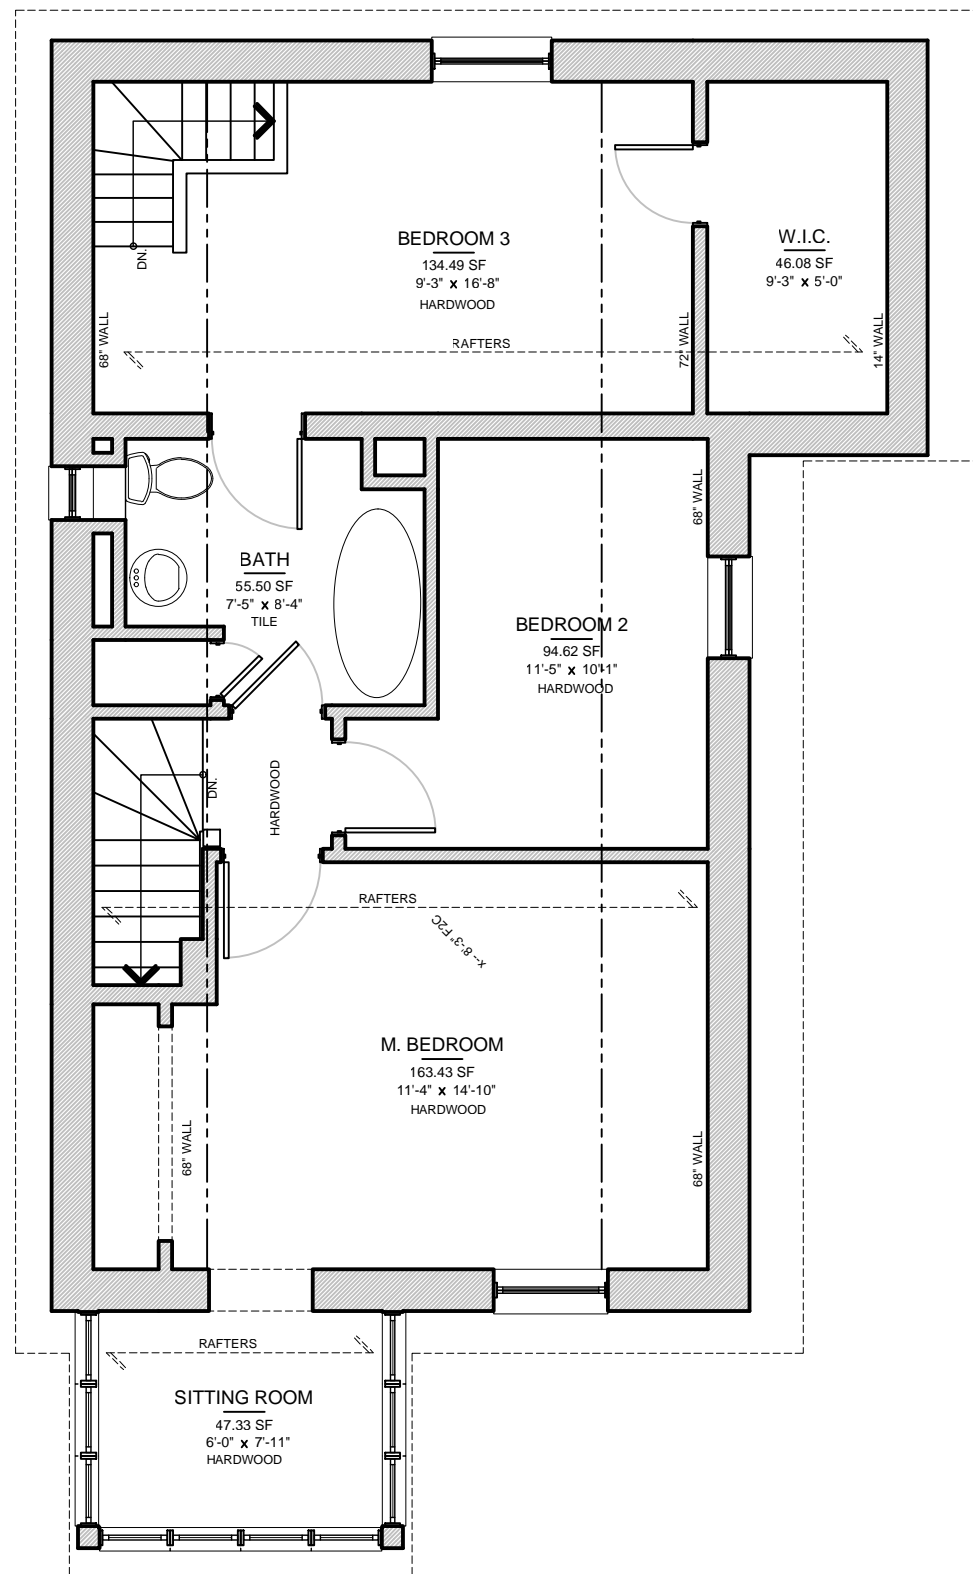 BEDROOM 3
134.49 SF
9'-3" x 16'-8"
HARDWOOD
W.I.C.
46.08 SF
9'-3" x 5'-0"
DN.
68" WALL
RAFTERS
72" WALL
14" WALL
68" WALL
BATH
55.50 SF
7'-5" x 8'-4"
TILE
BEDROOM 2
94.62 SF
11'-5" x 10'-1"
HARDWOOD
DN.
HARDWOOD
RAFTERS
x-- 8'-3" F2C
M. BEDROOM
163.43 SF
11'-4" x 14'-10"
HARDWOOD
68" WALL
68" WALL
RAFTERS
SITTING ROOM
47.33 SF
6'-0" x 7'-11"
HARDWOOD